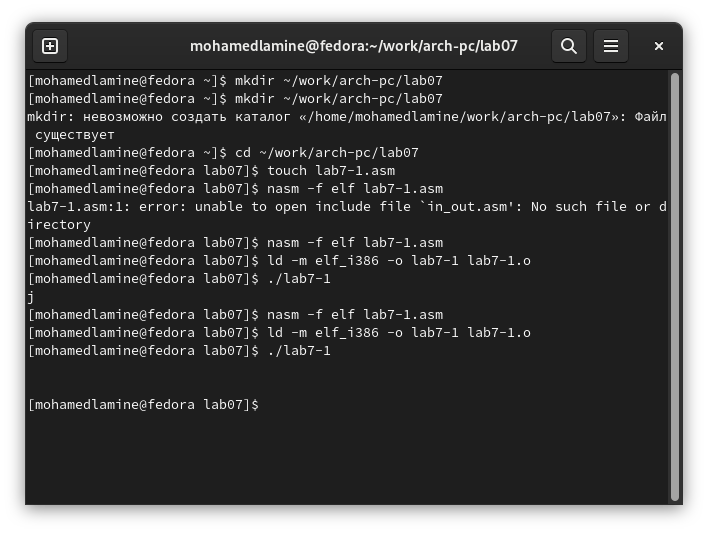 mohamedlamine@fedora:~/work/arch-pc/lab07
[mohamedlamine@fedora ~]$ mkdir ~/work/arch-pc/lab07
[mohamedlamine@fedora ~]$ mkdir ~/work/arch-pc/lab07
mkdir: невозможно создать каталог «/home/mohamedlamine/work/arch-pc/lab07»: Файл
 существует
[mohamedlamine@fedora ~]$ cd ~/work/arch-pc/lab07
[mohamedlamine@fedora lab07]$ touch lab7-1.asm
[mohamedlamine@fedora lab07]$ nasm -f elf lab7-1.asm
lab7-1.asm:1: error: unable to open include file `in_out.asm': No such file or d
irectory
[mohamedlamine@fedora lab07]$ nasm -f elf lab7-1.asm
[mohamedlamine@fedora lab07]$ ld -m elf_i386 -o lab7-1 lab7-1.o
[mohamedlamine@fedora lab07]$ ./lab7-1
j
[mohamedlamine@fedora lab07]$ nasm -f elf lab7-1.asm
[mohamedlamine@fedora lab07]$ ld -m elf_i386 -o lab7-1 lab7-1.o
[mohamedlamine@fedora lab07]$ ./lab7-1
[mohamedlamine@fedora lab07]$